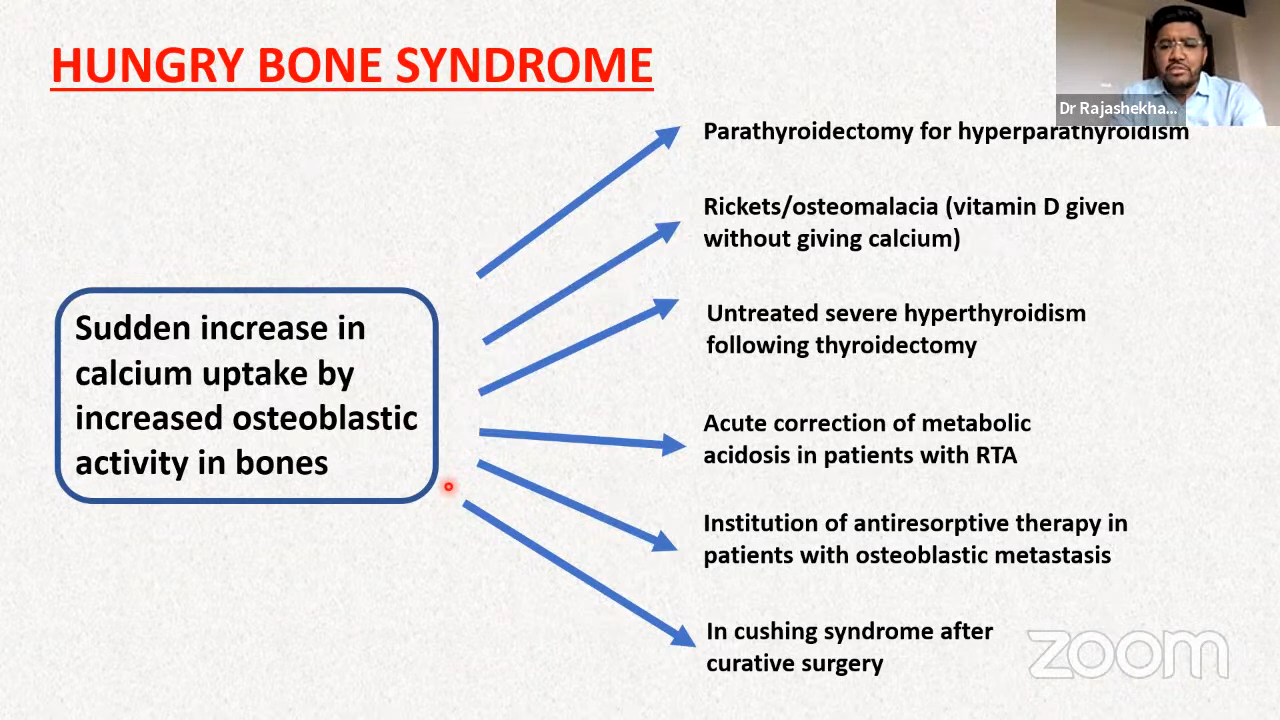 HUNGRY BONE SYNDROME
Dr Rajashekha...
Parathyroidectomy for hyperparathyroidism
Rickets/osteomalacia (vitamin D given
without giving calcium)
Sudden increase in
calcium uptake by
increased osteoblastic
activity in bones
Untreated severe hyperthyroidism
following thyroidectomy
Acute correction of metabolic
acidosis in patients with RTA
Institution of antiresorptive therapy in
patients with osteoblastic metastasis
In cushing syndrome after
curative surgery
zoom